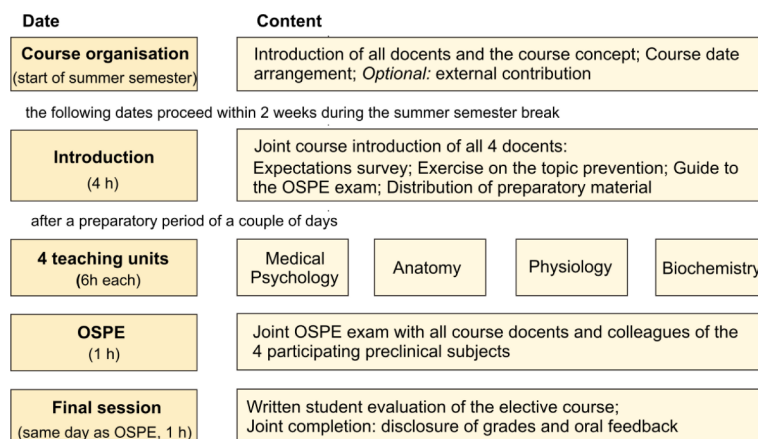 Date
Content
Course organisation
(start of summer semester)
Introduction of all docents and the course concept; Course date
arrangement; Optional: external contribution
the following dates proceed within 2 weeks during the summer semester break
Introduction
(4 h)
Joint course introduction of all 4 docents:
Expectations survey; Exercise on the topic prevention; Guide to
the OSPE exam; Distribution of preparatory material
after a preparatory period of a couple of days
4 teaching units
(6h each)
Medical
Psychology
Anatomy
Physiology
Biochemistry
OSPE
(1 h)
Joint OSPE exam with all course docents and colleagues of the
4 participating preclinical subjects
Final session
(same day as OSPE, 1 h)
Written student evaluation of the elective course;
Joint completion: disclosure of grades and oral feedback